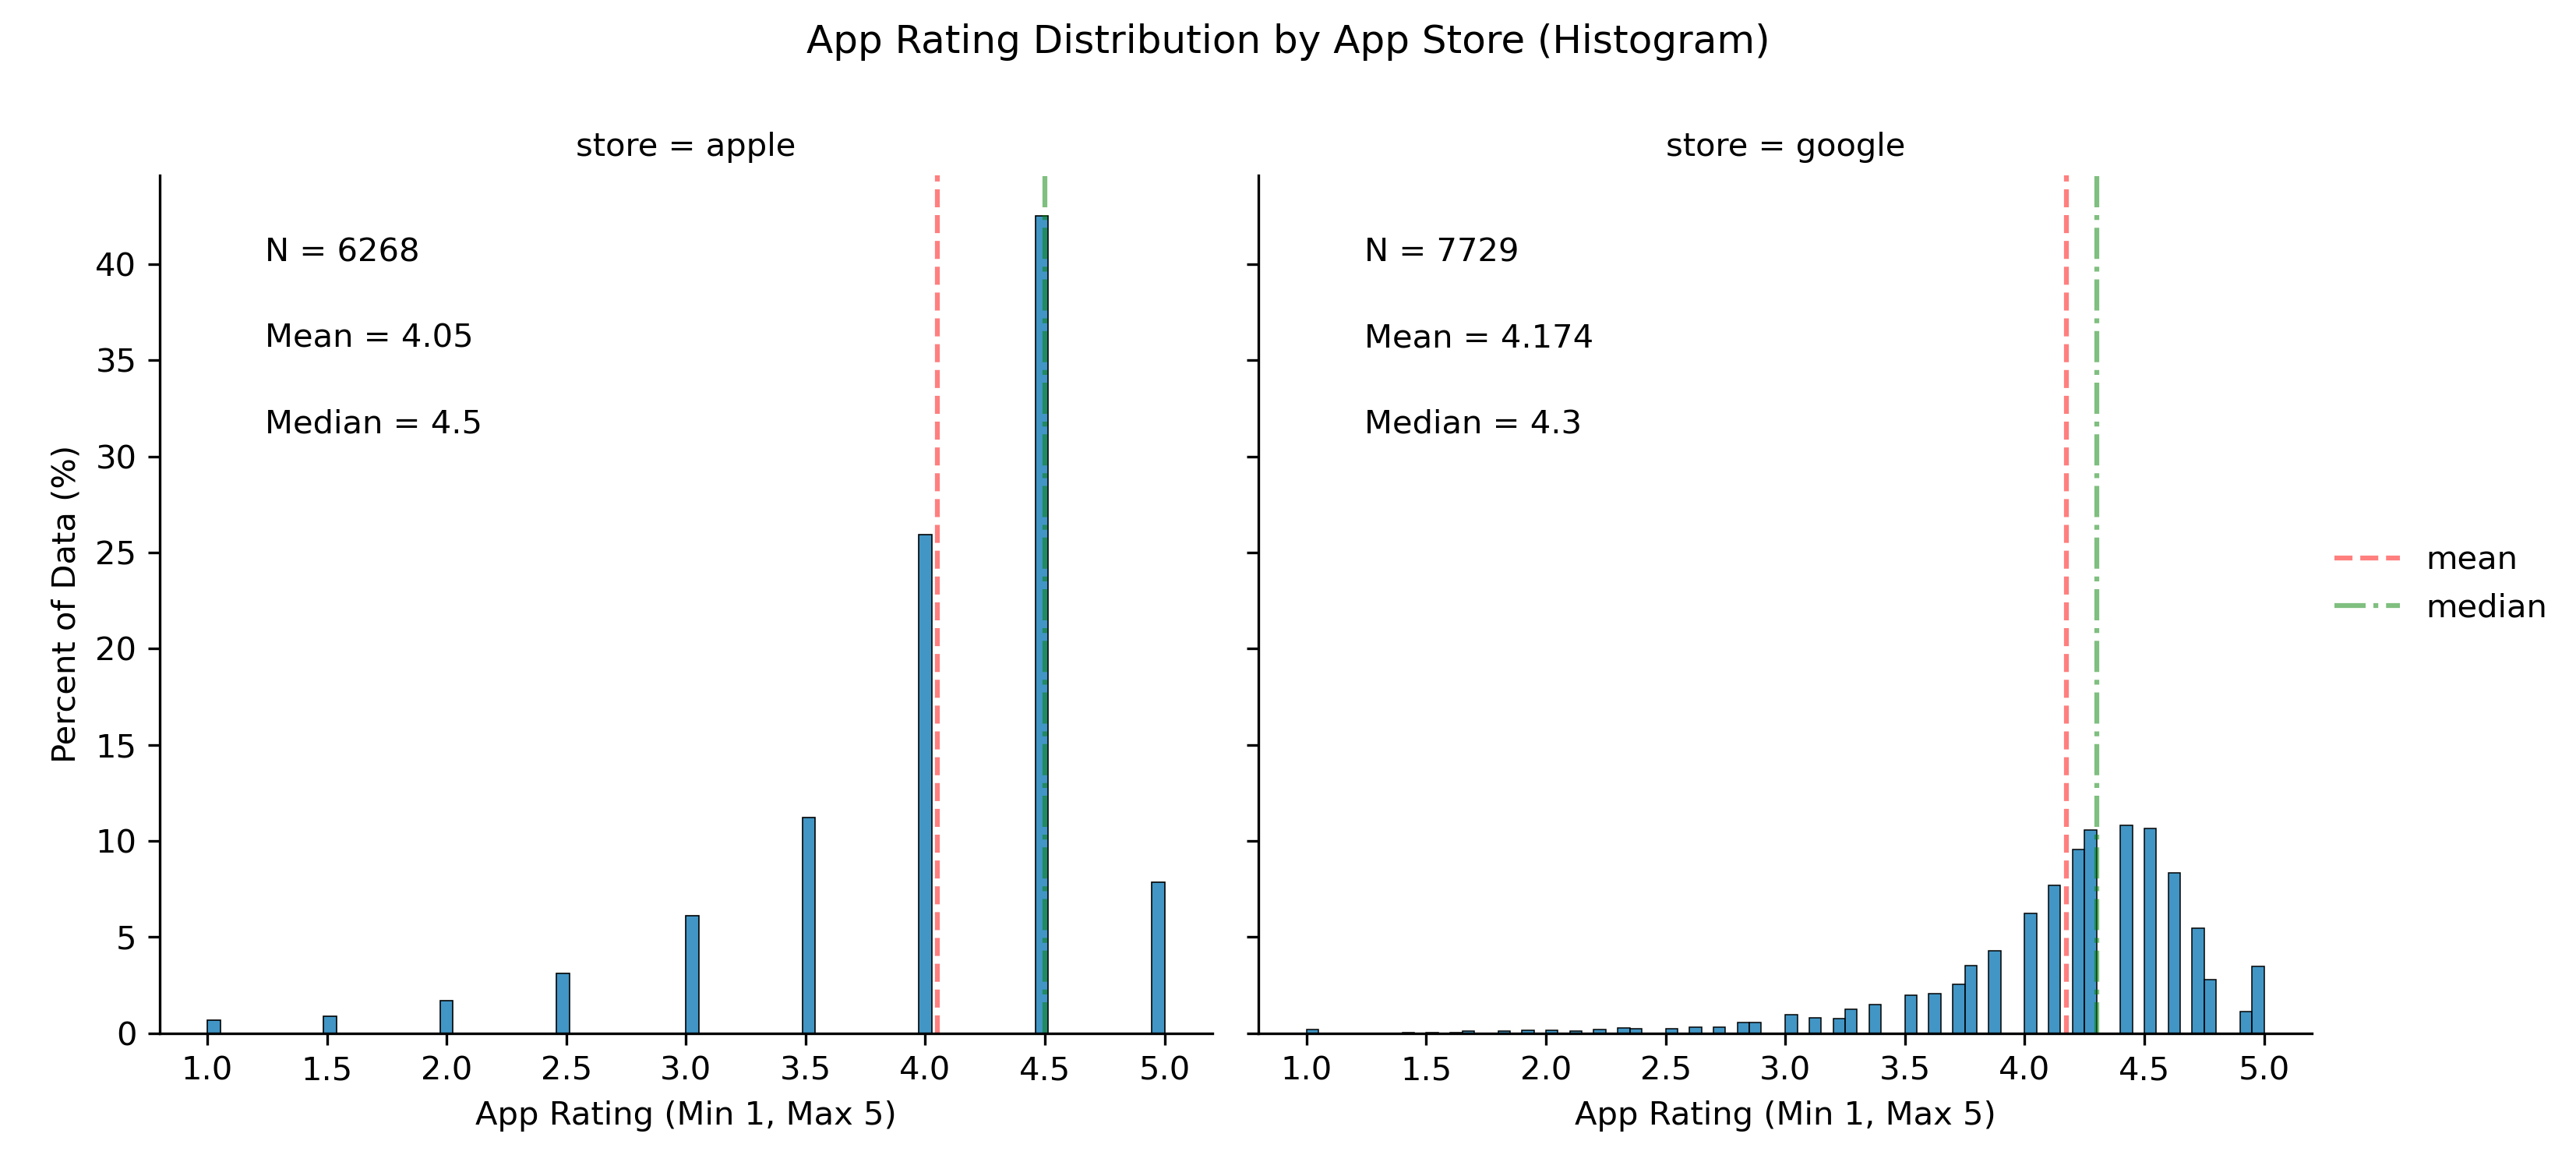 App Rating Distribution by App Store (Histogram)
store = apple
N = 6268
Mean = 4.05
Median = 4.5
40
35
30
25
20
15
10
5
0
Percent of Data (%)
1.0 1.5 2.0 2.5 3.0 3.5 4.0 4.5 5.0
App Rating (Min 1, Max 5)
store = google
N = 7729
Mean = 4.174
Median = 4.3
1.0 1.5 2.0 2.5 3.0 3.5 4.0 4.5 5.0
App Rating (Min 1, Max 5)
mean
median